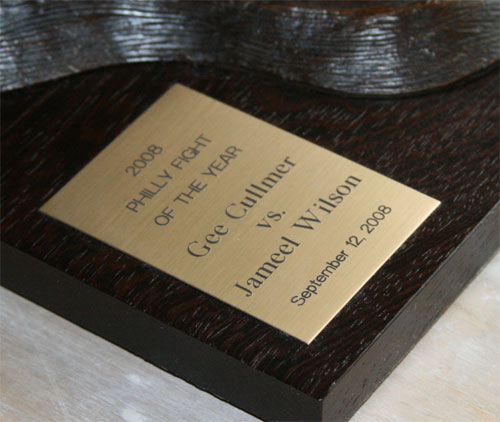 2008
PHILLY FIGHT
OF THE YEAR
Gee Cullmer
vs.
Jameel Wilson
September 12, 2008